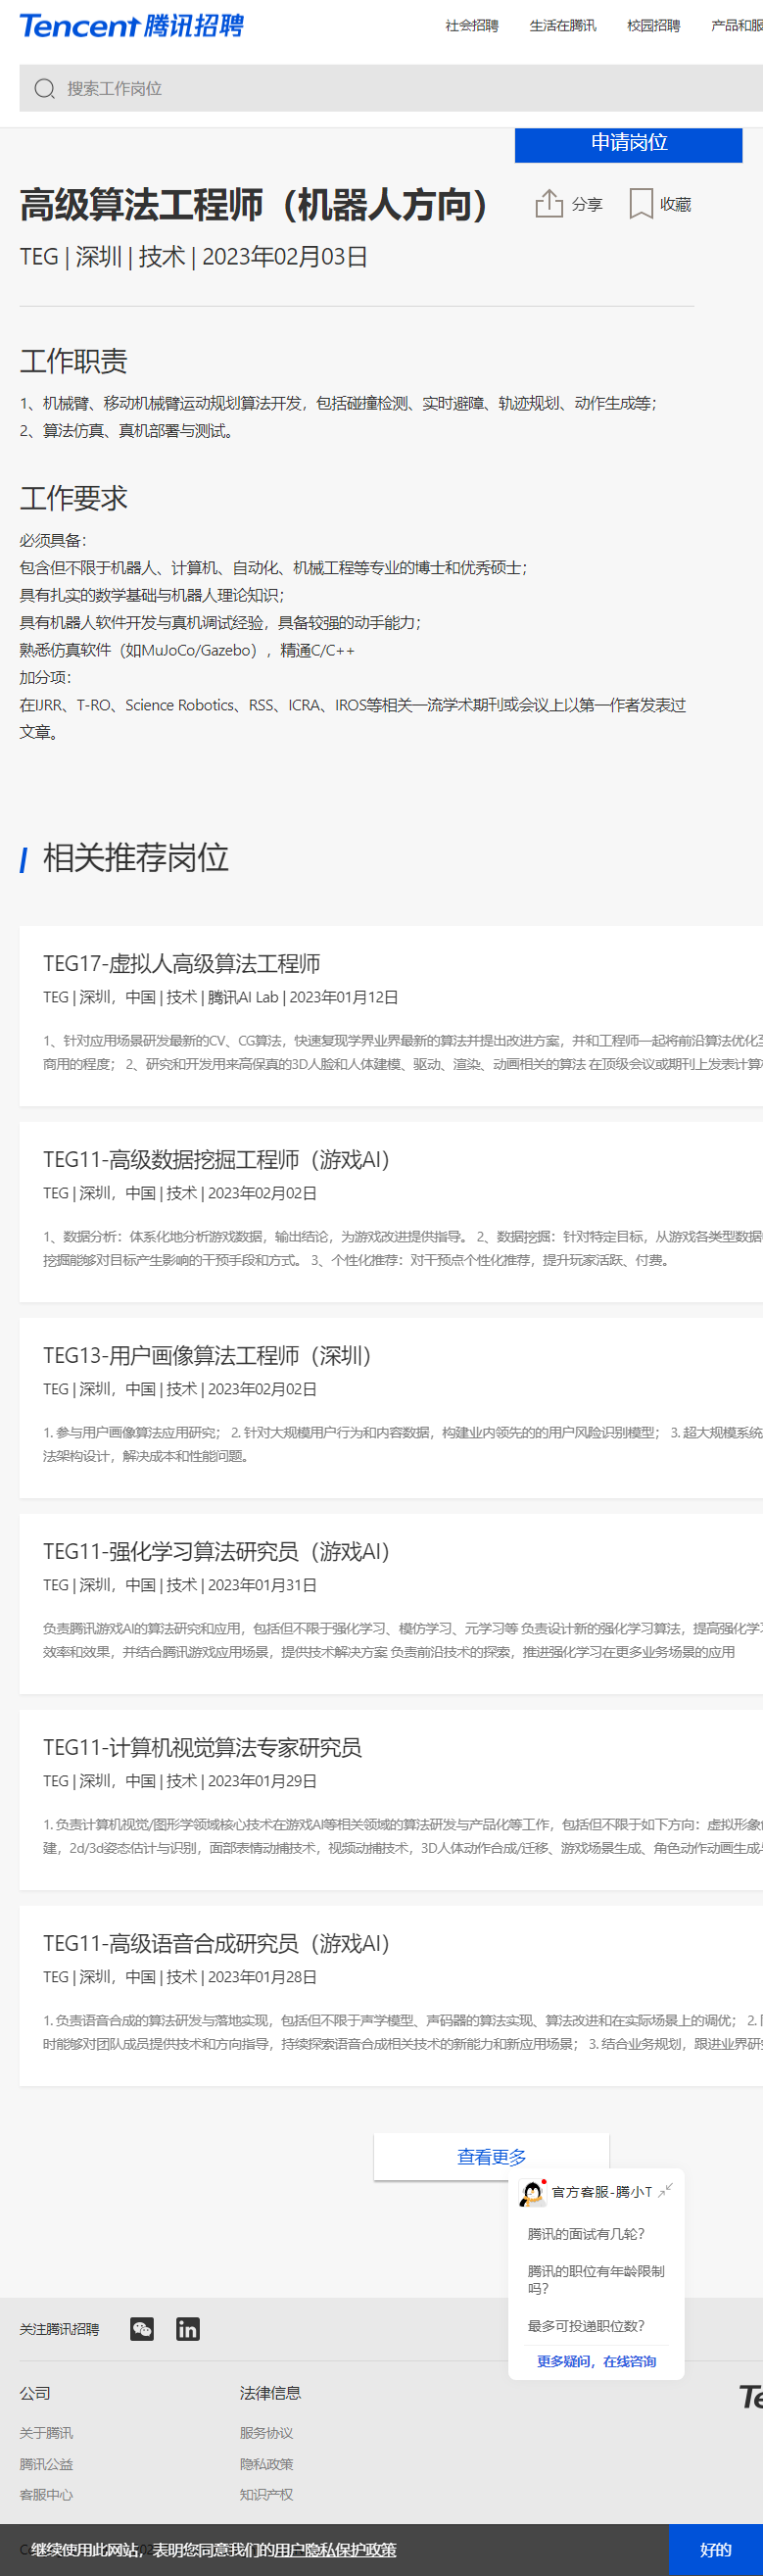 Tencent 腾讯招聘
社会招聘 生活在腾讯 校园招聘 产品和服
搜索工作岗位
申请岗位
高级算法工程师（机器人方向）
分享 收藏
TEG | 深圳 | 技术 | 2023年02月03日
工作职责
1、机械臂、移动机械臂运动规划算法开发，包括碰撞检测、实时避障、轨迹规划、动作生成等；
2、算法仿真、真机部署与测试。
工作要求
必须具备：
包含但不限于机器人、计算机、自动化、机械工程等专业的博士和优秀硕士；
具有扎实的数学基础与机器人理论知识；
具有机器人软件开发与真机调试经验，具备较强的动手能力；
熟悉仿真软件（如MuJoCo/Gazebo），精通C/C++
加分项：
在IJRR、T-RO、Science Robotics、RSS、ICRA、IROS等相关一流学术期刊或会议上以第一作者发表过
文章。
相关推荐岗位
TEG17-虚拟人高级算法工程师
TEG | 深圳，中国 | 技术 | 腾讯AI Lab | 2023年01月12日
1、针对应用场景研发最新的CV、CG算法，快速复现学界业界最新的算法并提出改进方案，并和工程师一起将前沿算法优化至
商用的程度； 2、研究和开发用来高保真的3D人脸和人体建模、驱动、渲染、动画相关的算法 在顶级会议或期刊上发表计算机
TEG11-高级数据挖掘工程师（游戏AI）
TEG | 深圳，中国 | 技术 | 2023年02月02日
1、数据分析：体系化地分析游戏数据，输出结论，为游戏改进提供指导。 2、数据挖掘：针对特定目标，从游戏各类型数据
挖掘能够对目标产生影响的干预手段和方式。 3、个性化推荐：对干预点个性化推荐，提升玩家活跃、付费。
TEG13-用户画像算法工程师（深圳）
TEG | 深圳，中国 | 技术 | 2023年02月02日
1. 参与用户画像算法应用研究； 2. 针对大规模用户行为和内容数据，构建业内领先的的用户风险识别模型； 3. 超大规模系统
法架构设计，解决成本和性能问题。
TEG11-强化学习算法研究员（游戏AI）
TEG | 深圳，中国 | 技术 | 2023年01月31日
负责腾讯游戏AI的算法研究和应用，包括但不限于强化学习、模仿学习、元学习等 负责设计新的强化学习算法，提高强化学习
效率和效果，并结合腾讯游戏应用场景，提供技术解决方案 负责前沿技术的探索，推进强化学习在更多业务场景的应用
TEG11-计算机视觉算法专家研究员
TEG | 深圳，中国 | 技术 | 2023年01月29日
1. 负责计算机视觉/图形学领域核心技术在游戏AI等相关领域的算法研发与产品化等工作，包括但不限于如下方向：虚拟形象
建，2d/3d姿态估计与识别，面部表情动捕技术，视频动捕技术，3D人体动作合成/迁移、游戏场景生成、角色动作动画生成
TEG11-高级语音合成研究员（游戏AI）
TEG | 深圳，中国 | 技术 | 2023年01月28日
1. 负责语音合成的算法研发与落地实现，包括但不限于声学模型、声码器的算法实现、算法改进和在实际场景上的调优； 2.
时能够对团队成员提供技术和方向指导，持续探索语音合成相关技术的新能力和新应用场景； 3. 结合业务规划，跟进业界研
查看更多
官方客服-腾小T
腾讯的面试有几轮？
腾讯的职位有年龄限制
吗？
最多可投递职位数？
更多疑问，在线咨询
关注腾讯招聘
公司 法律信息
关于腾讯 服务协议
腾讯公益 隐私政策
客服中心 知识产权
继续使用此网站，表明您同意我们的用户隐私保护政策
好的